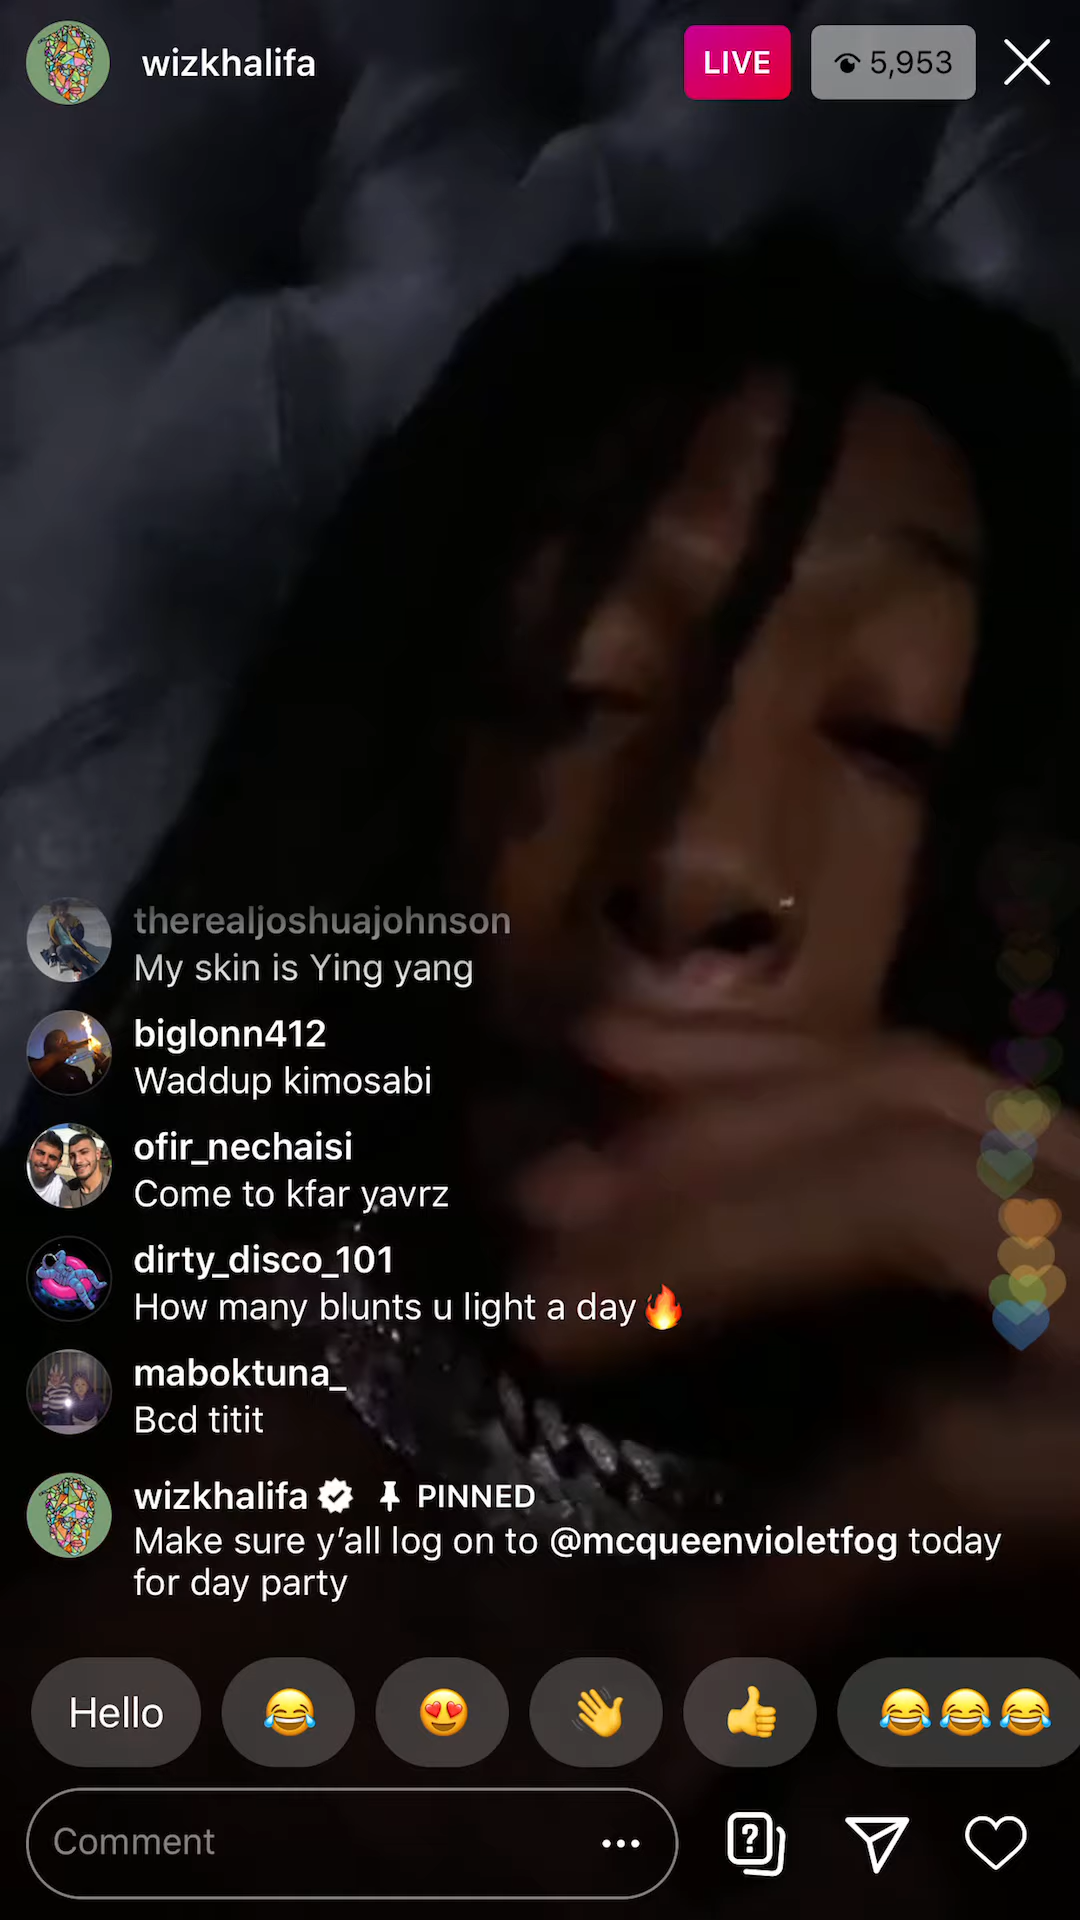 wizkhalifa
LIVE
5,953
therealjoshuajohnson
My skin is Ying yang
biglonn412
Waddup kimosabi
ofir_nechaisi
Come to kfar yavrz
dirty_disco_101
How many blunts u light a day🔥
maboktuna_
Bcd titit
wizkhalifa PINNED
Make sure y’all log on to @mcqueenvioletfog today
for day party
Hello 😂 😍 👋 👍 😂😂😂
Comment ...